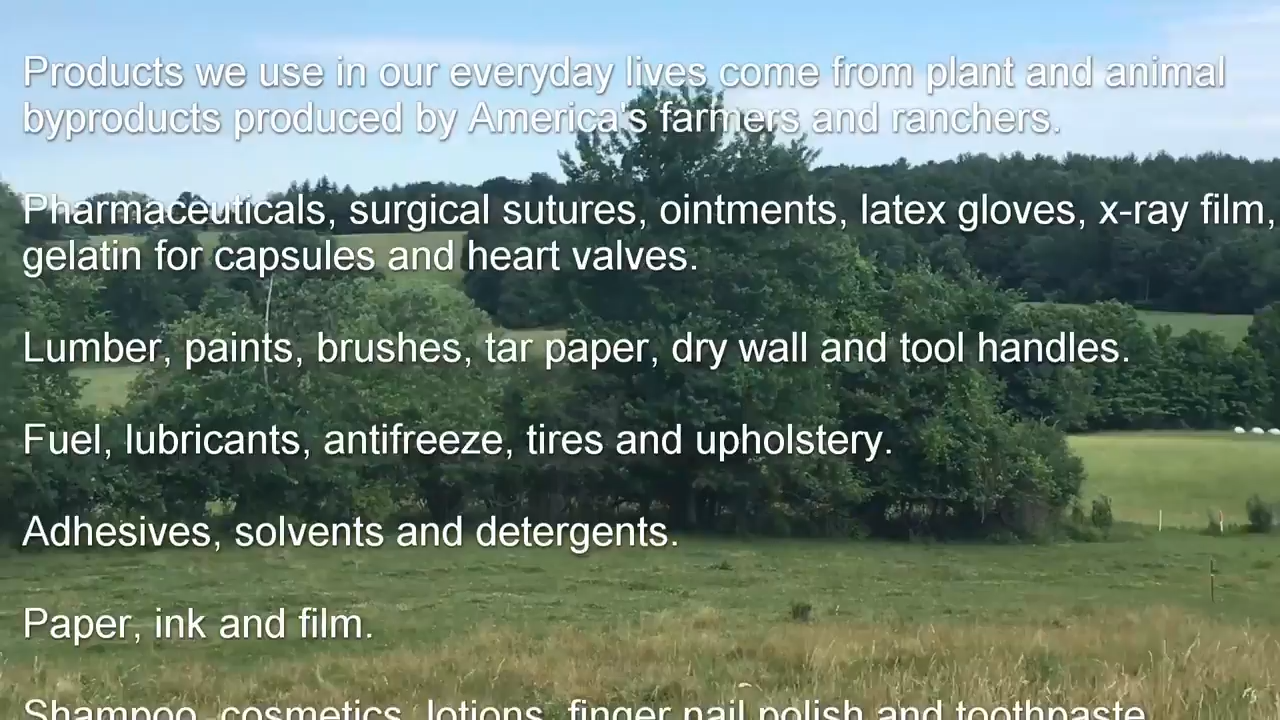 Products we use in our everyday lives come from plant and animal
byproducts produced by America's farmers and ranchers.
Pharmaceuticals, surgical sutures, ointments, latex gloves, x-ray film,
gelatin for capsules and heart valves.
Lumber, paints, brushes, tar paper, dry wall and tool handles.
Fuel, lubricants, antifreeze, tires and upholstery.
Adhesives, solvents and detergents.
Paper, ink and film.
Shampoo, cosmetics, lotions, finger nail polish and toothpaste